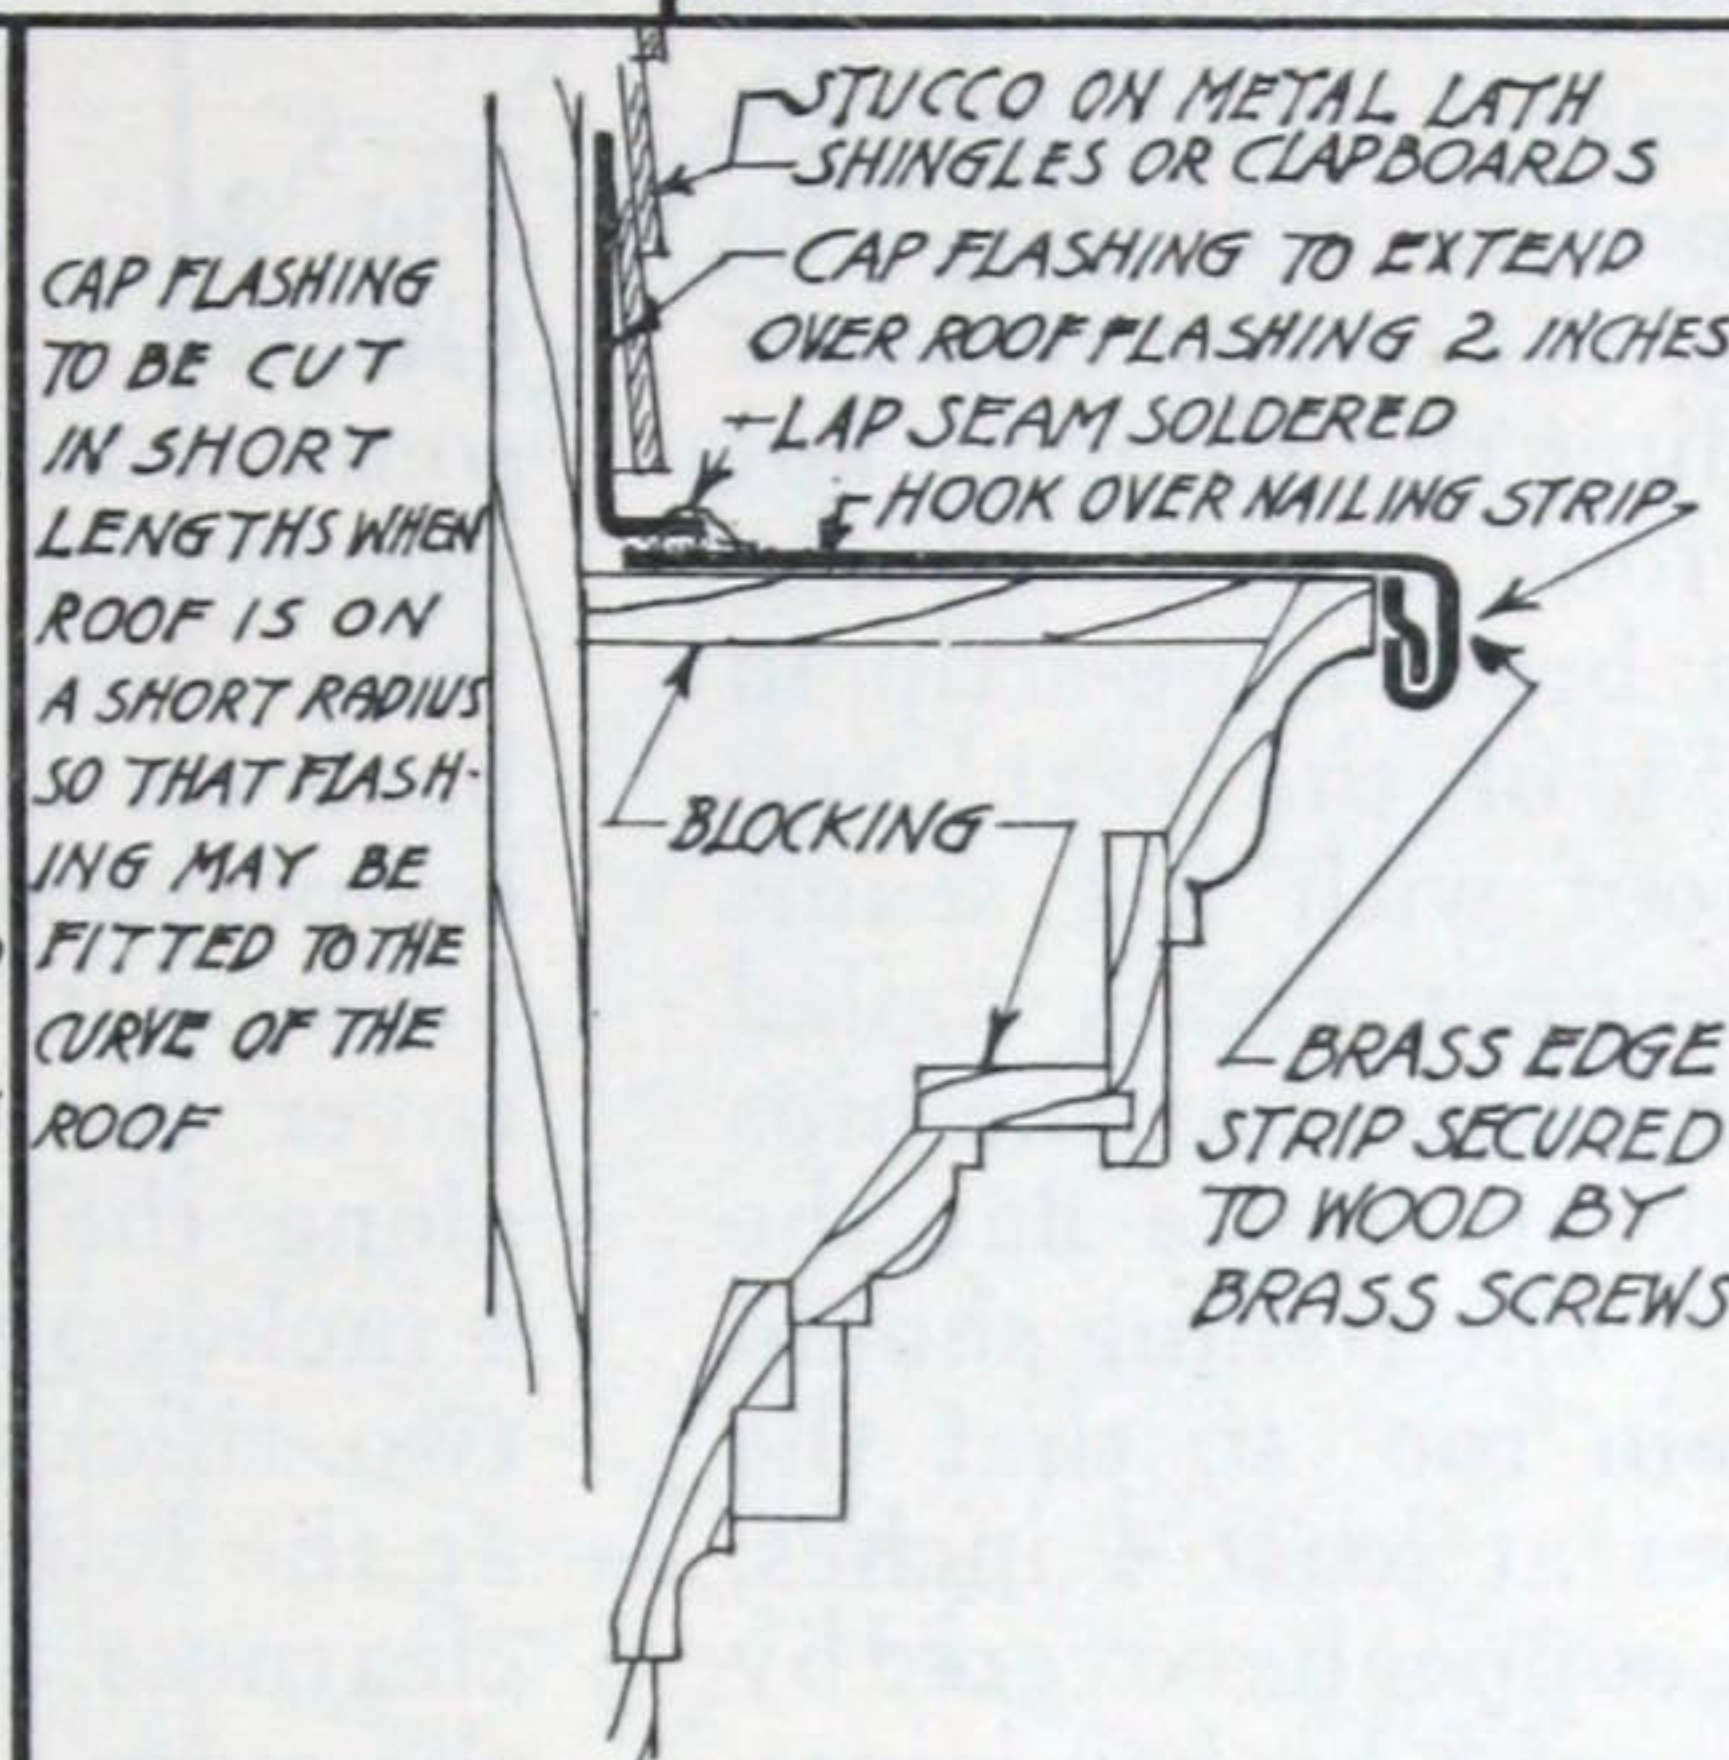 STUCCO ON METAL LATH
SHINGLES OR CLAPBOARDS
CAP FLASHING TO EXTEND
OVER ROOF FLASHING 2 INCHES
LAP SEAM SOLDERED
HOOK OVER NAILING STRIP
CAP FLASHING
TO BE CUT
IN SHORT
LENGTHS WHEN
ROOF IS ON
A SHORT RADIUS
SO THAT FLASH-
ING MAY BE
FITTED TO THE
CURVE OF THE
ROOF
BLOCKING
BRASS EDGE
STRIP SECURED
TO WOOD BY
BRASS SCREWS